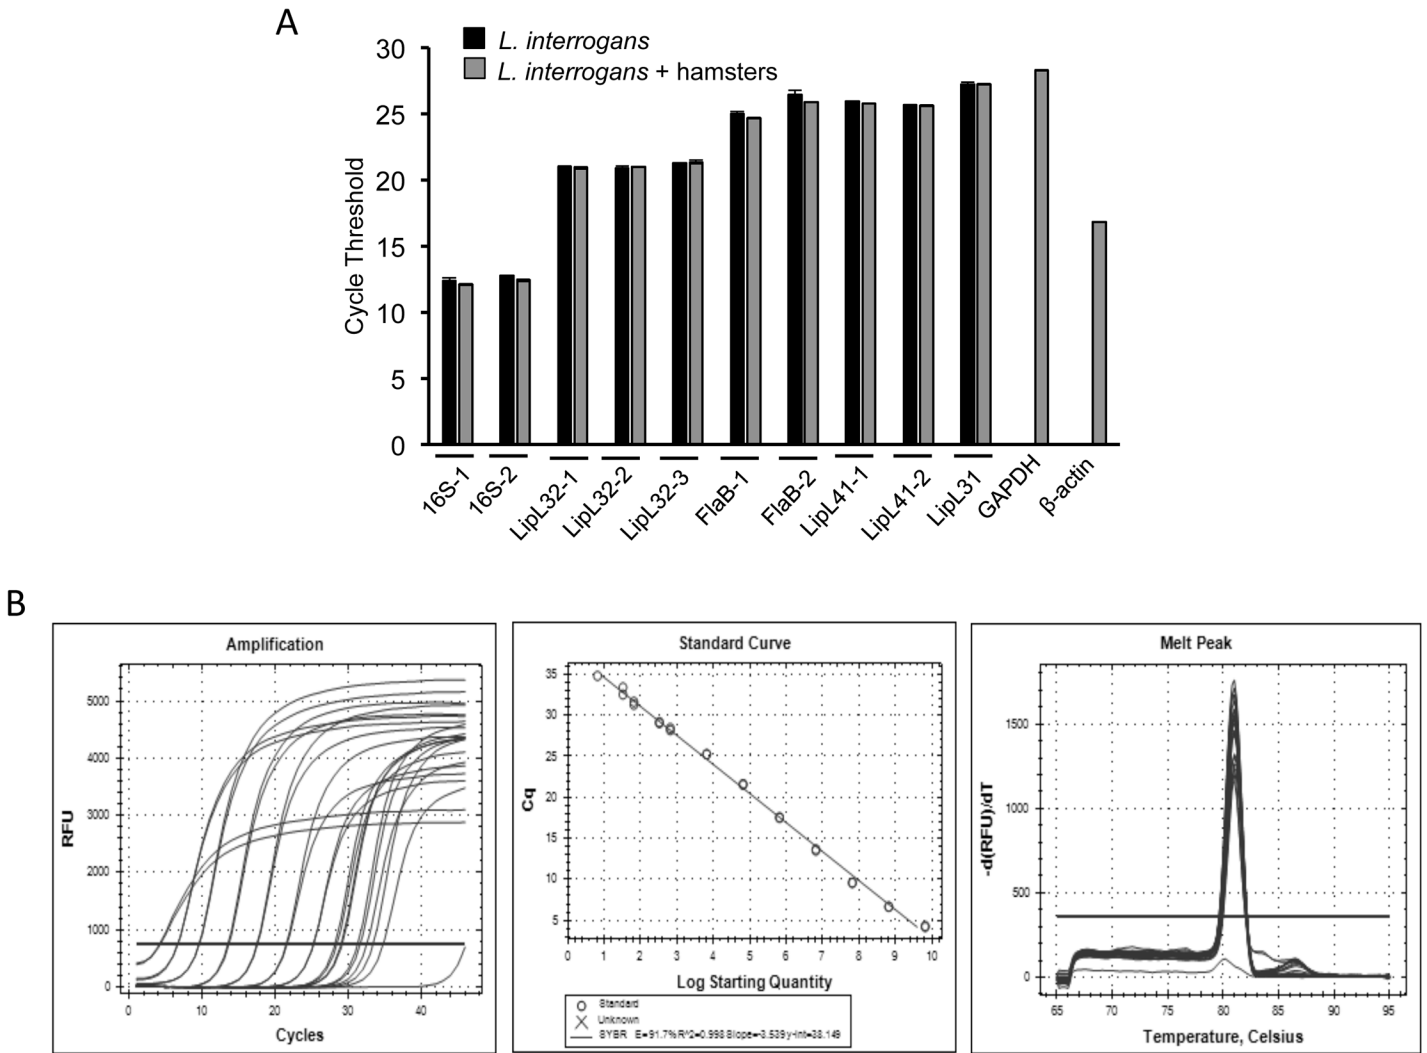 A
L. interrogans
L. interrogans + hamsters
Cycle Threshold
30
25
20
15
10
5
0
16S-1
16S-2
LipL32-1
LipL32-2
LipL32-3
FlaB-1
FlaB-2
LipL41-1
LipL41-2
LipL31
GAPDH
β-actin
B
Amplification
RFU
5000
4000
3000
2000
1000
0
0 10 20 30 40
Cycles
Standard Curve
Cq
35
30
25
20
15
10
5
0 1 2 3 4 5 6 7 8 9 10
Log Starting Quantity
Standard
Unknown
SYBR E=91.7% R^2=0.998 Slope=-3.539 y-int=38.149
Melt Peak
-d(RFU)/dT
1500
1000
500
0
65 70 75 80 85 90 95
Temperature, Celsius